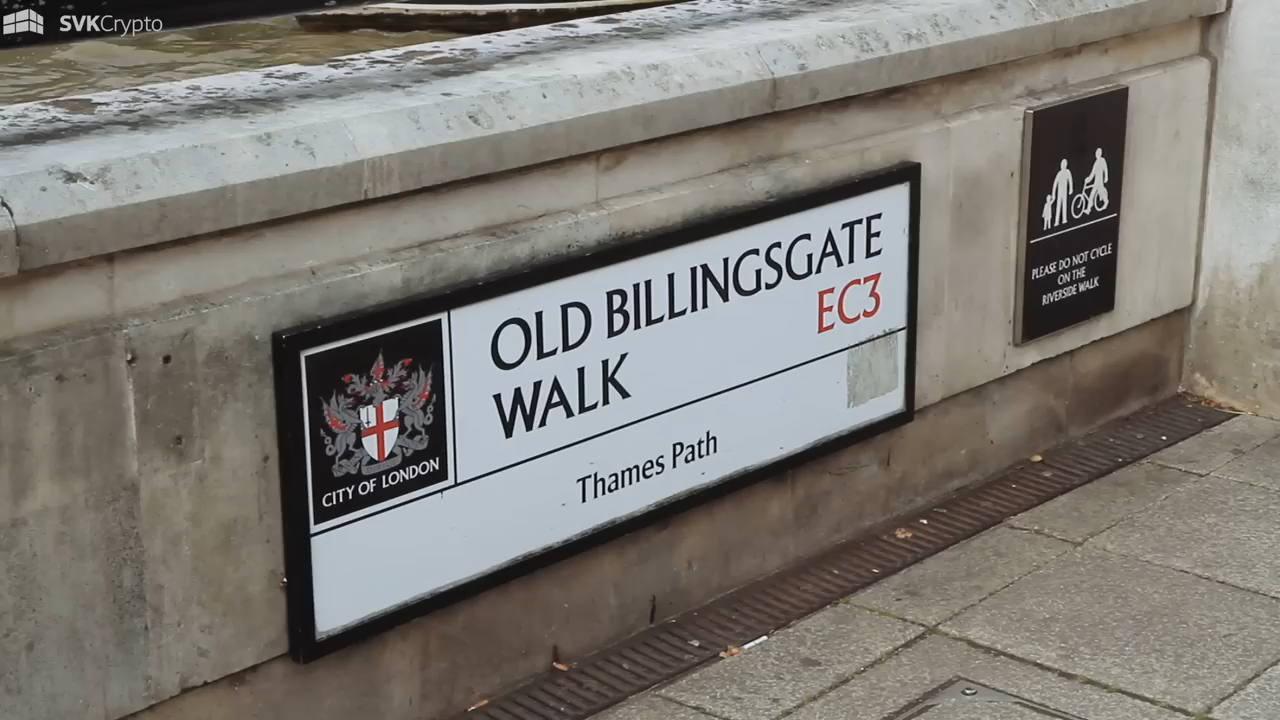 SVKCrypto
OLD BILLINGSGATE
WALK
EC3
CITY OF LONDON
Thames Path
PLEASE DO NOT CYCLE
ON THE
RIVERSIDE WALK